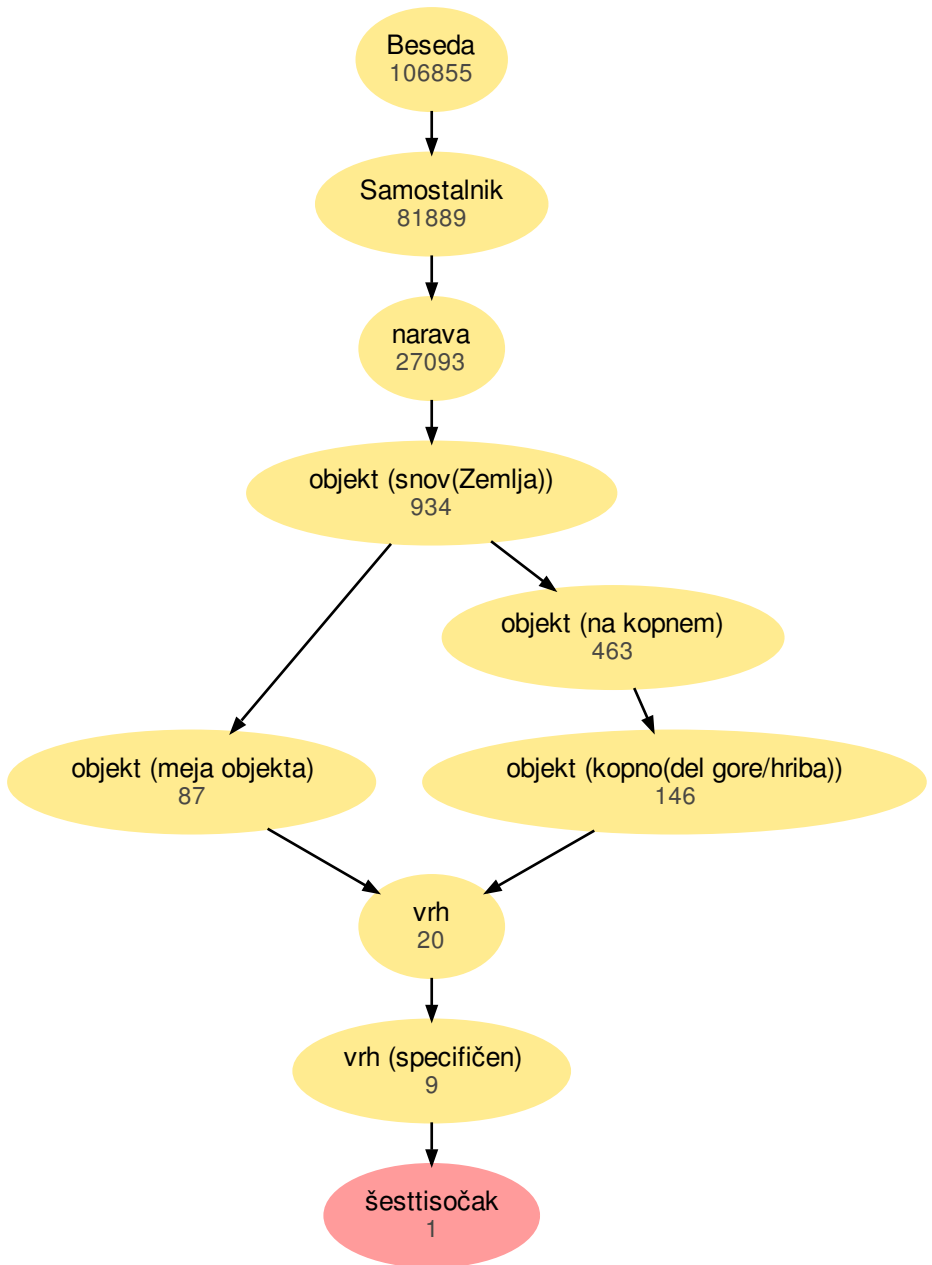 Beseda
106855
Samostalnik
81889
narava
27093
objekt (snov(Zemlja))
934
objekt (na kopnem)
463
objekt (meja objekta)
87
objekt (kopno(del gore/hriba))
146
vrh
20
vrh (specifičen)
9
šesttisočak
1